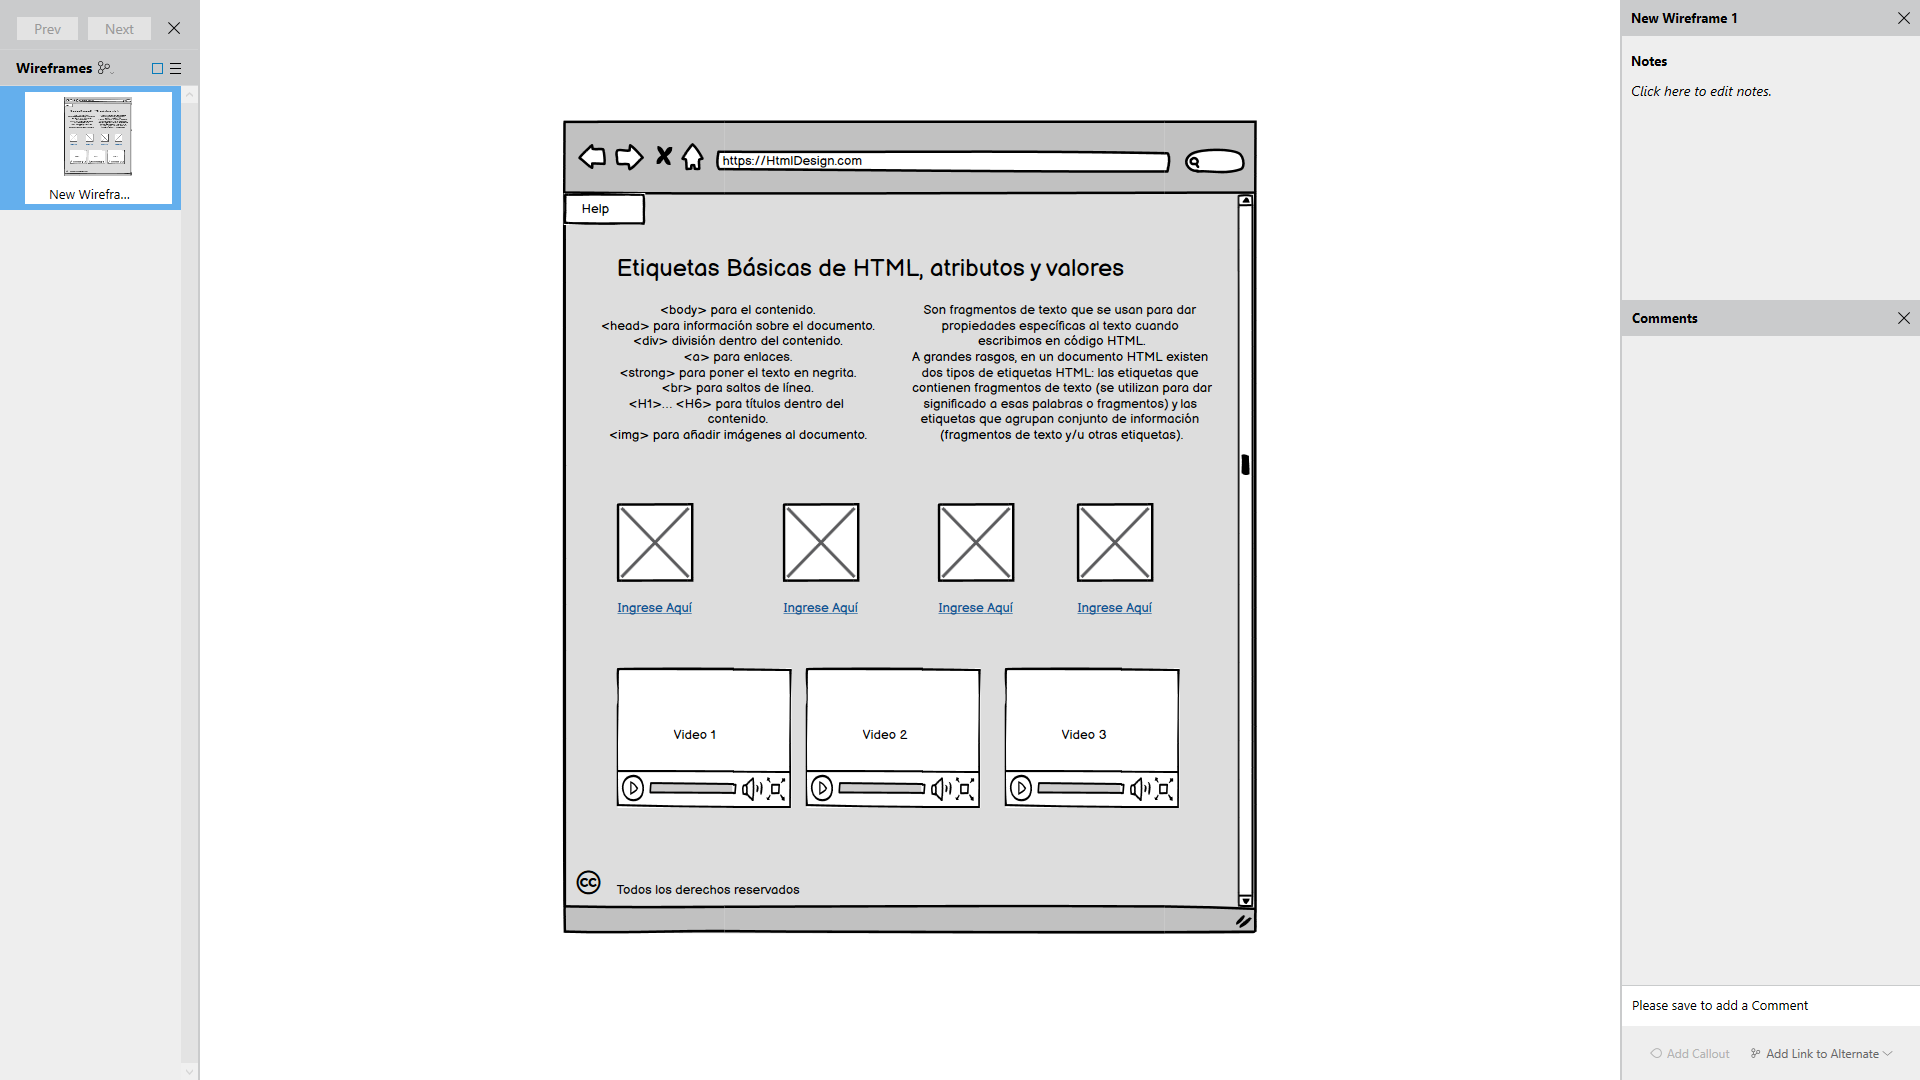 Prev Next
Wireframes
New Wirefra...
https://HtmlDesign.com
Help
Etiquetas Básicas de HTML, atributos y valores
<body> para el contenido.
<head> para información sobre el documento.
<div> división dentro del contenido.
<a> para enlaces.
<strong> para poner el texto en negrita.
<br> para saltos de línea.
<H1>... <H6> para títulos dentro del
contenido.
<img> para añadir imágenes al documento.
Son fragmentos de texto que se usan para dar
propiedades específicas al texto cuando
escribimos en código HTML.
A grandes rasgos, en un documento HTML existen
dos tipos de etiquetas HTML: las etiquetas que
contienen fragmentos de texto (se utilizan para dar
significado a esas palabras o fragmentos) y las
etiquetas que agrupan conjunto de información
(fragmentos de texto y/u otras etiquetas).
Ingrese Aquí Ingrese Aquí Ingrese Aquí Ingrese Aquí
Video 1 Video 2 Video 3
CC
Todos los derechos reservados
New Wireframe 1
Notes
Click here to edit notes.
Comments
Please save to add a Comment
Add Callout Add Link to Alternate